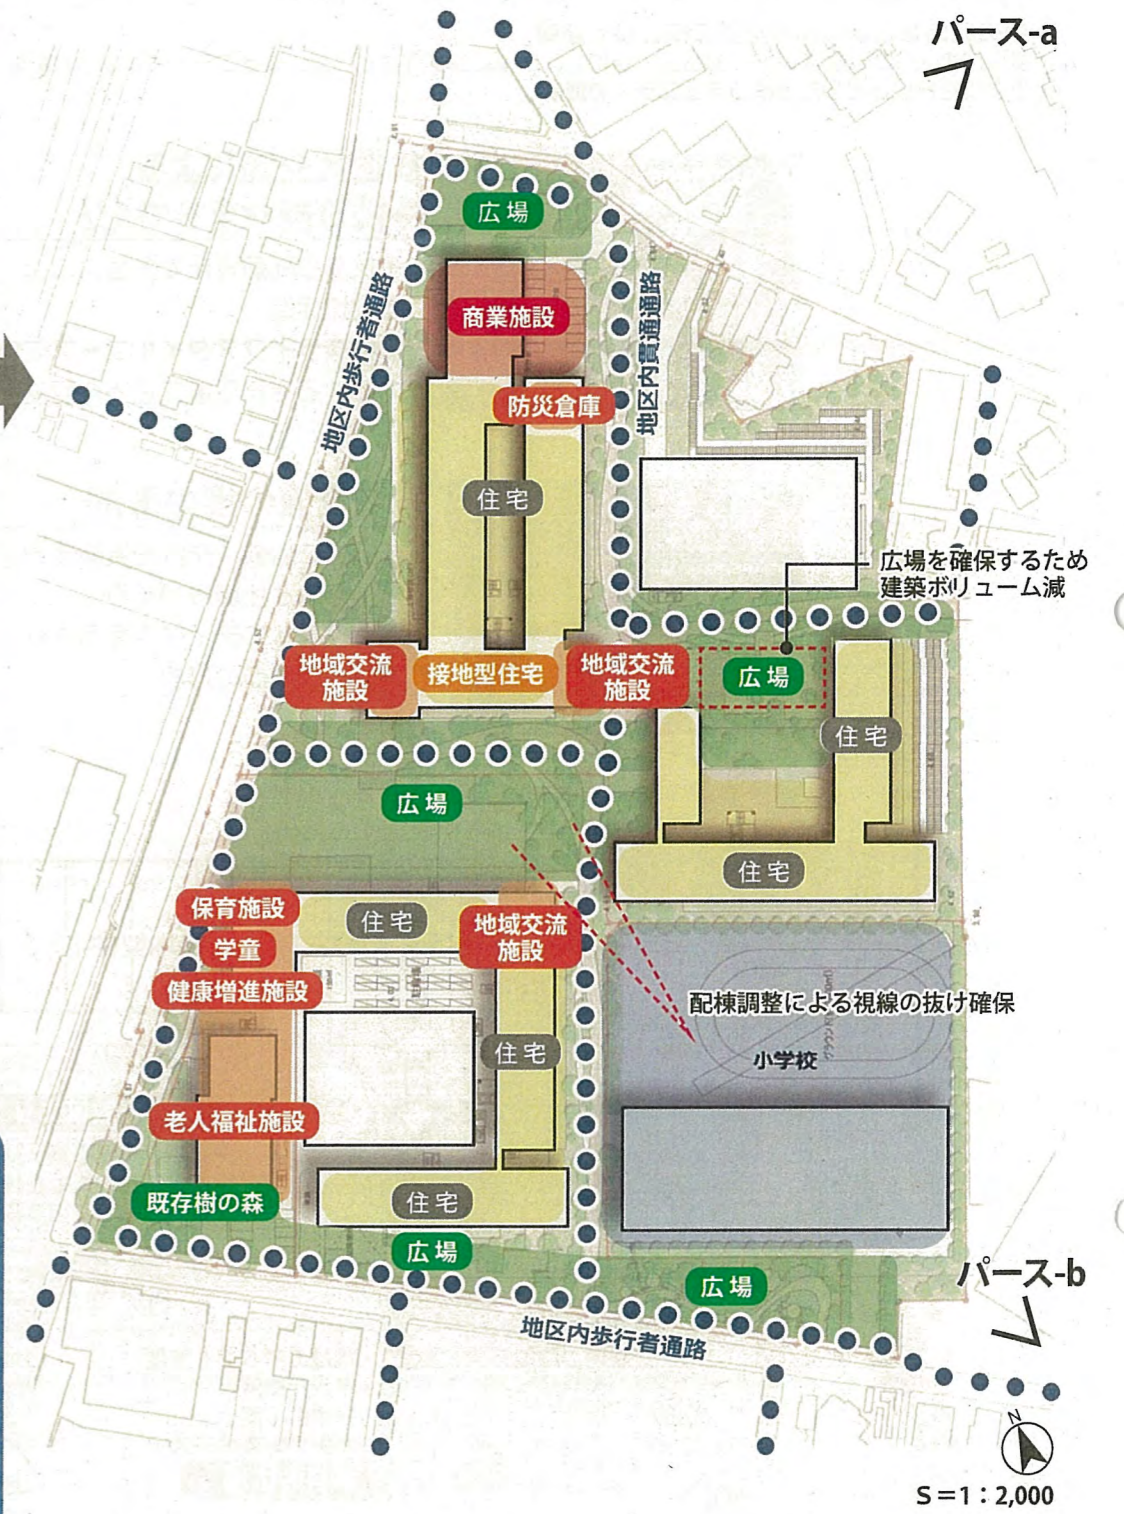 パース-a
広場
商業施設
地区内歩行者通路
地区内貫通通路
防災倉庫
住宅
広場を確保するため
建築ボリューム減
地域交流
施設
接地型住宅
地域交流
施設
広場
住宅
広場
住宅
保育施設
学童
健康増進施設
住宅
地域交流
施設
配棟調整による視線の抜け確保
小学校
住宅
老人福祉施設
既存樹の森
住宅
広場
広場
パース-b
地区内歩行者通路
N
S=1:2,000